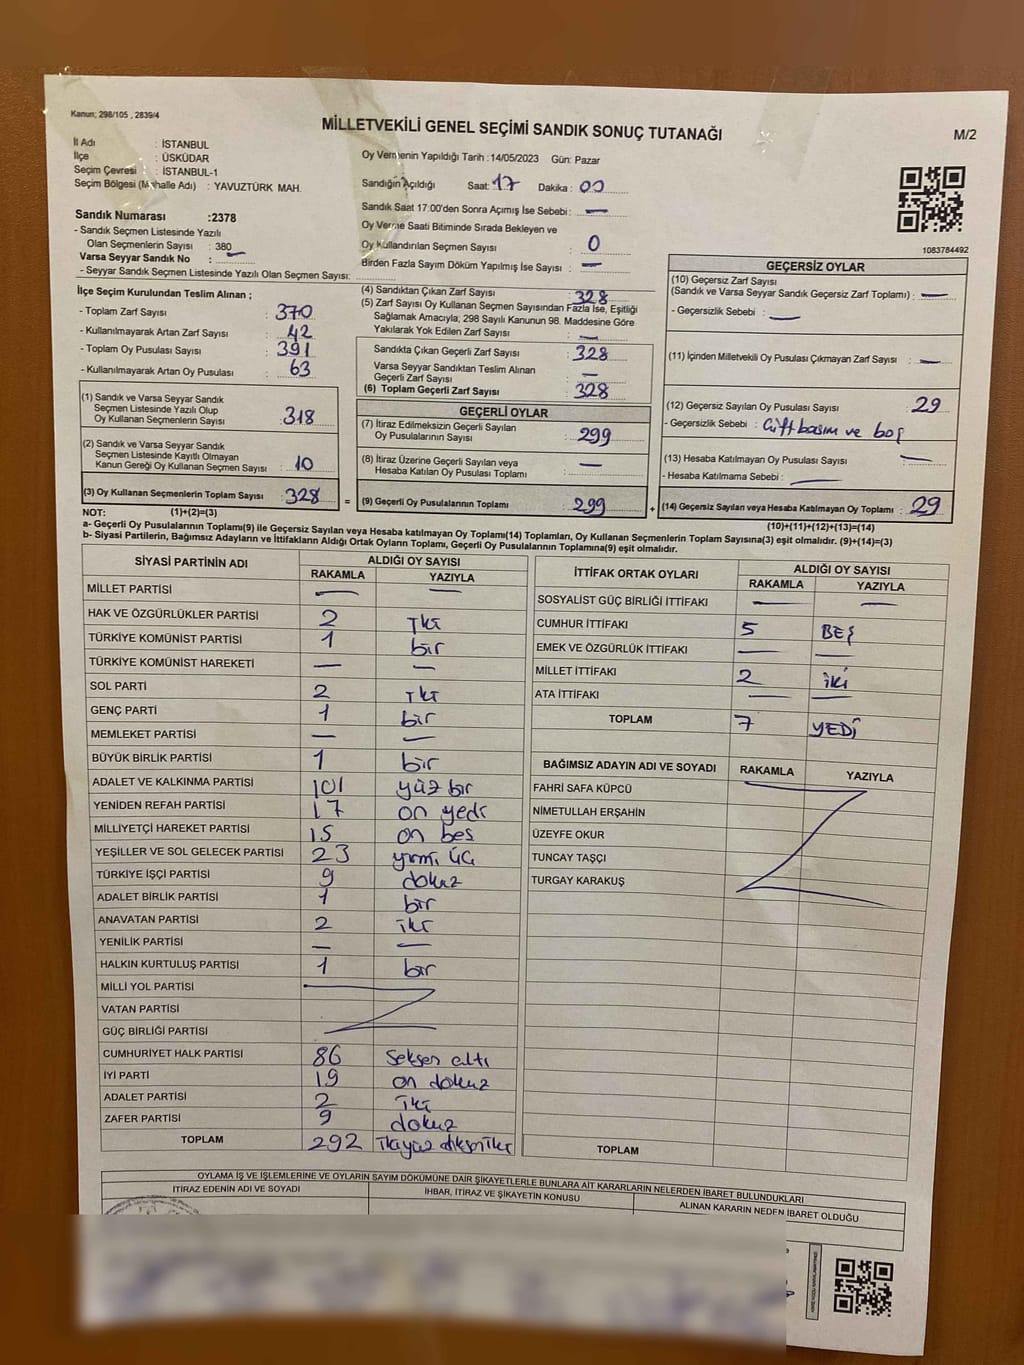 Kanun; 298/105 , 2839/4
MİLLETVEKİLİ GENEL SEÇİMİ SANDIK SONUÇ TUTANAĞI
M/2
İl Adı : İSTANBUL
İlçe : ÜSKÜDAR
Seçim Çevresi : İSTANBUL-1
Seçim Bölgesi (Mahalle Adı) : YAVUZTÜRK MAH.
Oy Vermenin Yapıldığı Tarih :14/05/2023 Gün: Pazar
Sandığın Açıldığı Saat: 17 Dakika : 00
Sandık Saat 17:00'den Sonra Açımış İse Sebebi : —
Oy Verme Saati Bitiminde Sırada Bekleyen ve
Oy Kullandırılan Seçmen Sayısı : 0
Birden Fazla Sayım Döküm Yapılmış İse Sayısı : —
1083784492
Sandık Numarası :2378
- Sandık Seçmen Listesinde Yazılı
Olan Seçmenlerin Sayısı : 380
Varsa Seyyar Sandık No : —
- Seyyar Sandık Seçmen Listesinde Yazılı Olan Seçmen Sayısı:
İlçe Seçim Kurulundan Teslim Alınan ;
- Toplam Zarf Sayısı : 370
- Kullanılmayarak Artan Zarf Sayısı : 42
- Toplam Oy Pusulası Sayısı : 391
- Kullanılmayarak Artan Oy Pusulası : 63
(1) Sandık ve Varsa Seyyar Sandık
Seçmen Listesinde Yazılı Olup
Oy Kullanan Seçmenlerin Sayısı : 318
(2) Sandık ve Varsa Seyyar Sandık
Seçmen Listesinde Kayıtlı Olmayan
Kanun Gereği Oy Kullanan Seçmen Sayısı : 10
(3) Oy Kullanan Seçmenlerin Toplam Sayısı : 328 =
(4) Sandıktan Çıkan Zarf Sayısı : 328
(5) Zarf Sayısı Oy Kullanan Seçmen Sayısından Fazla İse, Eşitliği
Sağlamak Amacıyla; 298 Sayılı Kanunun 98. Maddesine Göre
Yakılarak Yok Edilen Zarf Sayısı : —
Sandıkta Çıkan Geçerli Zarf Sayısı : 328
Varsa Seyyar Sandıktan Teslim Alınan
Geçerli Zarf Sayısı : —
(6) Toplam Geçerli Zarf Sayısı : 328
GEÇERLİ OYLAR
(7) İtiraz Edilmeksizin Geçerli Sayılan
Oy Pusulalarının Sayısı : 299
(8) İtiraz Üzerine Geçerli Sayılan veya
Hesaba Katılan Oy Pusulası Toplamı : —
(9) Geçerli Oy Pusulalarının Toplamı : 299 +
GEÇERSİZ OYLAR
(10) Geçersiz Zarf Sayısı
(Sandık ve Varsa Seyyar Sandık Geçersiz Zarf Toplamı) : —
- Geçersizlik Sebebi : —
(11) İçinden Milletvekili Oy Pusulası Çıkmayan Zarf Sayısı : —
(12) Geçersiz Sayılan Oy Pusulası Sayısı : 29
- Geçersizlik Sebebi : Çift basım ve boş
(13) Hesaba Katılmayan Oy Pusulası Sayısı : —
- Hesaba Katılmama Sebebi : —
(14) Geçersiz Sayılan veya Hesaba Katılmayan Oy Toplamı : 29
NOT: (1)+(2)=(3)
(10)+(11)+(12)+(13)=(14)
a- Geçerli Oy Pusulalarının Toplamı(9) ile Geçersiz Sayılan veya Hesaba katılmayan Oy Toplamı(14) Toplamları, Oy Kullanan Seçmenlerin Toplam Sayısına(3) eşit olmalıdır. (9)+(14)=(3)
b- Siyasi Partilerin, Bağımsız Adayların ve İttifakların Aldığı Ortak Oyların Toplamı, Geçerli Oy Pusulalarının Toplamına(9) eşit olmalıdır.
SİYASİ PARTİNİN ADI ALDIĞI OY SAYISI
RAKAMLA YAZIYLA
MİLLET PARTİSİ — —
HAK VE ÖZGÜRLÜKLER PARTİSİ 2 İki
TÜRKİYE KOMÜNİST PARTİSİ 1 bir
TÜRKİYE KOMÜNİST HAREKETİ — —
SOL PARTİ 2 İki
GENÇ PARTİ 1 bir
MEMLEKET PARTİSİ — —
BÜYÜK BİRLİK PARTİSİ 1 bir
ADALET VE KALKINMA PARTİSİ 101 yüz bir
YENİDEN REFAH PARTİSİ 17 on yedi
MİLLİYETÇİ HAREKET PARTİSİ 15 on beş
YEŞİLLER VE SOL GELECEK PARTİSİ 23 yirmi üç
TÜRKİYE İŞÇİ PARTİSİ 9 dokuz
ADALET BİRLİK PARTİSİ 1 bir
ANAVATAN PARTİSİ 2 iki
YENİLİK PARTİSİ — —
HALKIN KURTULUŞ PARTİSİ 1 bir
MİLLİ YOL PARTİSİ
VATAN PARTİSİ
GÜÇ BİRLİĞİ PARTİSİ
CUMHURİYET HALK PARTİSİ 86 Seksen altı
İYİ PARTİ 19 on dokuz
ADALET PARTİSİ 2 İki
ZAFER PARTİSİ 9 dokuz
TOPLAM 292
İTTİFAK ORTAK OYLARI ALDIĞI OY SAYISI
RAKAMLA YAZIYLA
SOSYALİST GÜÇ BİRLİĞİ İTTİFAKI — —
CUMHUR İTTİFAKI 5 BEŞ
EMEK VE ÖZGÜRLÜK İTTİFAKI — —
MİLLET İTTİFAKI 2 iki
ATA İTTİFAKI — —
TOPLAM 7 YEDİ
BAĞIMSIZ ADAYIN ADI VE SOYADI RAKAMLA YAZIYLA
FAHRİ SAFA KÜPCÜ
NİMETULLAH ERŞAHİN
ÜZEYFE OKUR
TUNCAY TAŞÇI
TURGAY KARAKUŞ
TOPLAM
OYLAMA İŞ VE İŞLEMLERİNE VE OYLARIN SAYIM DÖKÜMÜNE DAİR ŞİKAYETLERLE BUNLARA AİT KARARLARIN NELERDEN İBARET BULUNDUKLARI
İTİRAZ EDENİN ADI VE SOYADI İHBAR, İTİRAZ VE ŞİKAYETİN KONUSU ALINAN KARARIN NEDEN İBARET OLDUĞU